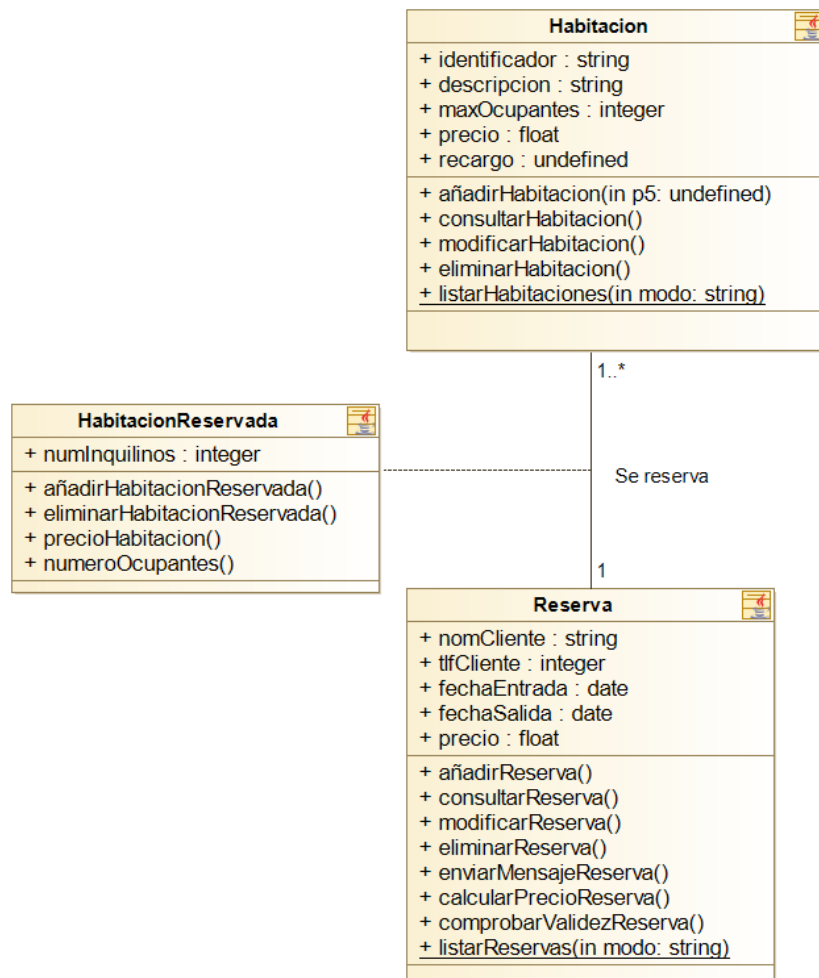 Habitacion
+ identificador : string
+ descripcion : string
+ maxOcupantes : integer
+ precio : float
+ recargo : undefined
+ añadirHabitacion(in p5: undefined)
+ consultarHabitacion()
+ modificarHabitacion()
+ eliminarHabitacion()
+ listarHabitaciones(in modo: string)
1..*
HabitacionReservada
+ numInquilinos : integer
+ añadirHabitacionReservada()
+ eliminarHabitacionReservada()
+ precioHabitacion()
+ numeroOcupantes()
Se reserva
1
Reserva
+ nomCliente : string
+ tlfCliente : integer
+ fechaEntrada : date
+ fechaSalida : date
+ precio : float
+ añadirReserva()
+ consultarReserva()
+ modificarReserva()
+ eliminarReserva()
+ enviarMensajeReserva()
+ calcularPrecioReserva()
+ comprobarValidezReserva()
+ listarReservas(in modo: string)